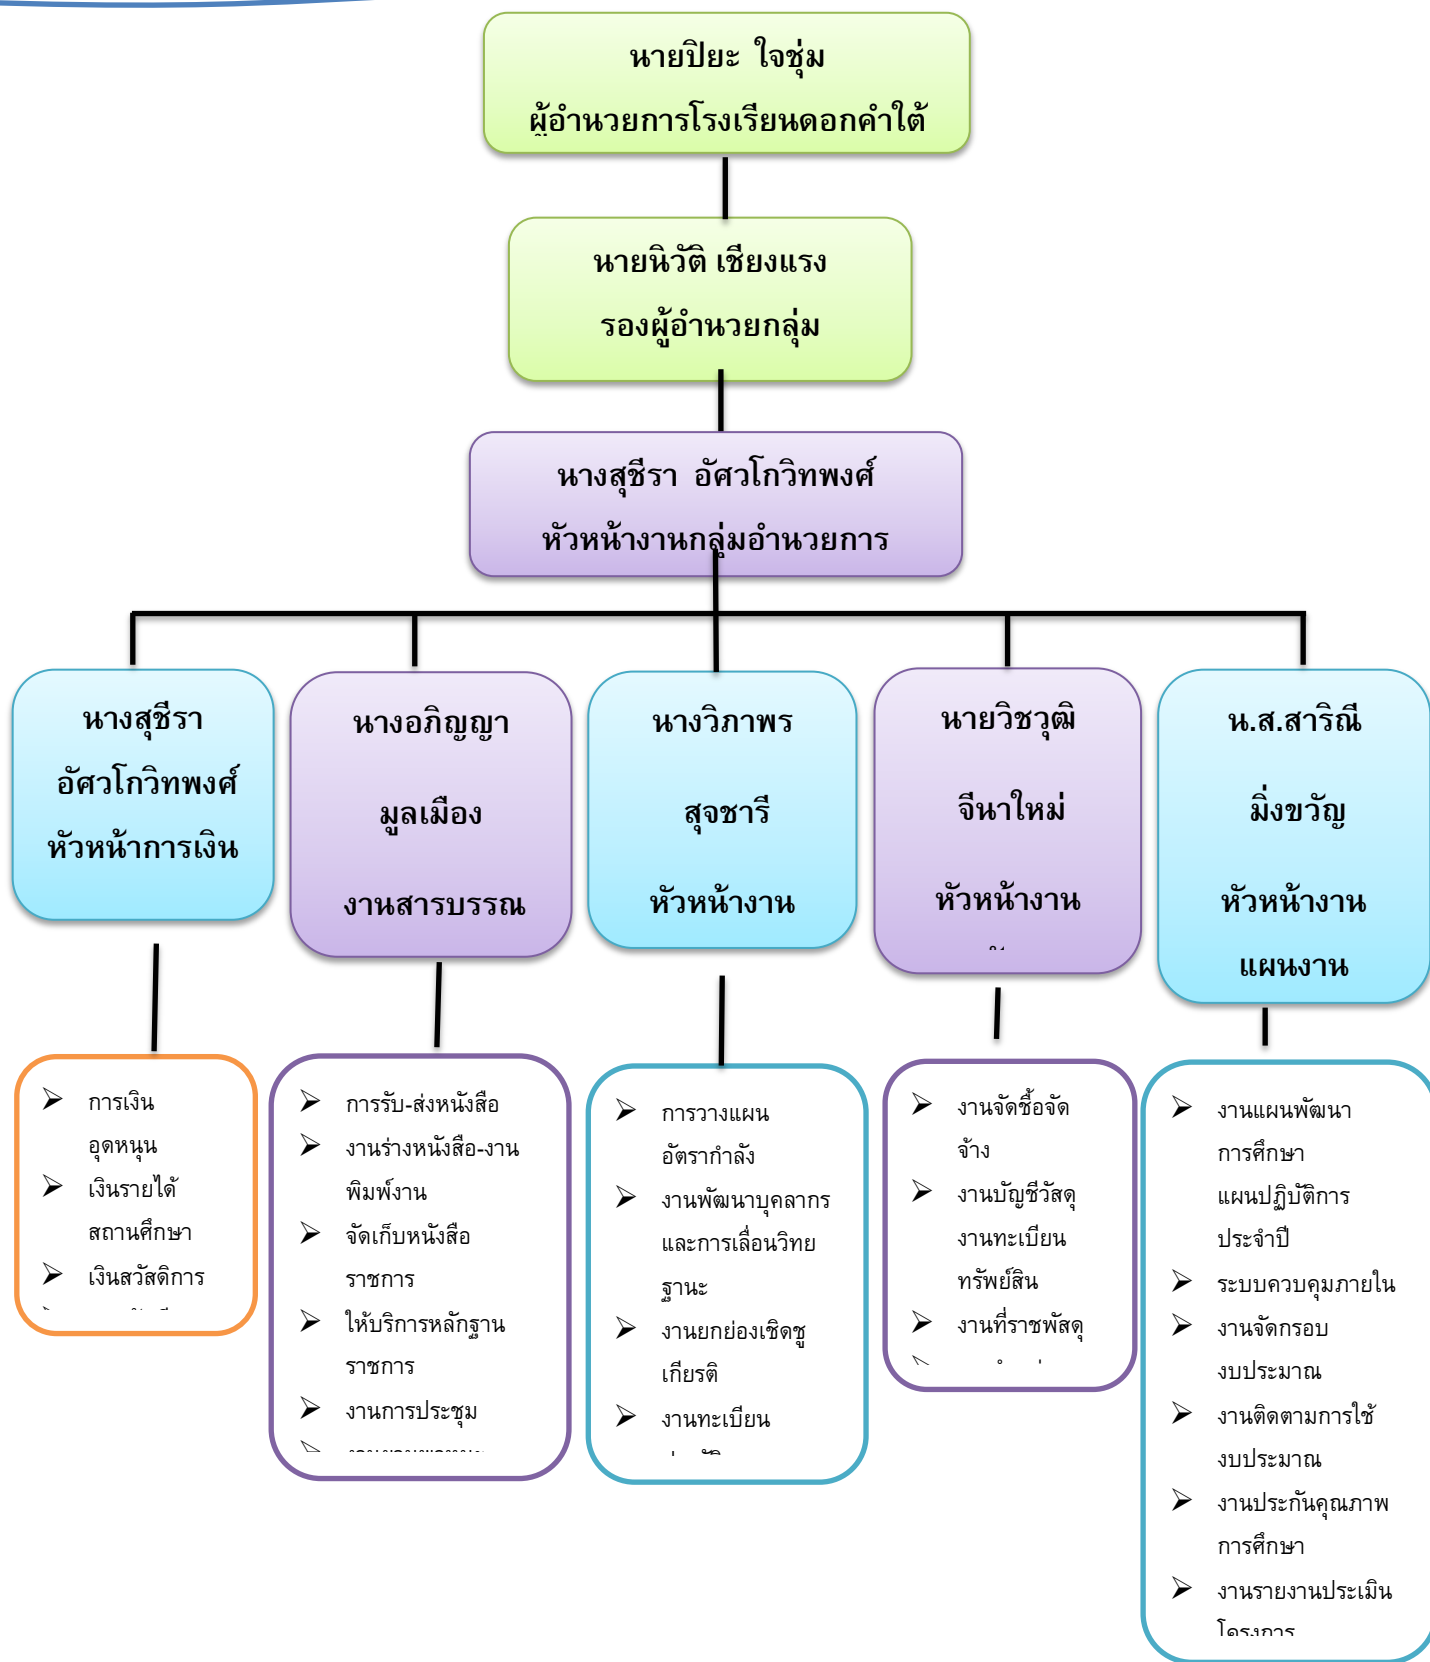 นายปิยะ ใจชุ่ม
ผู้อำนวยการโรงเรียนดอกคำใต้
นายนิวัติ เชียงแรง
รองผู้อำนวยกลุ่ม
นางสุชีรา อัศวโกวิทพงศ์
หัวหน้างานกลุ่มอำนวยการ
นางสุชีรา
อัศวโกวิทพงศ์
หัวหน้าการเงิน
นางอภิญญา
มูลเมือง
งานสารบรรณ
นางวิภาพร
สุจชารี
หัวหน้างาน
นายวิชวุฒิ
จีนาใหม่
หัวหน้างาน
น.ส.สาริณี
มิ่งขวัญ
หัวหน้างาน
แผนงาน
การเงิน
อุดหนุน
เงินรายได้
สถานศึกษา
เงินสวัสดิการ
การรับ-ส่งหนังสือ
งานร่างหนังสือ-งาน
พิมพ์งาน
จัดเก็บหนังสือ
ราชการ
ให้บริการหลักฐาน
ราชการ
งานการประชุม
การวางแผน
อัตรากำลัง
งานพัฒนาบุคลากร
และการเลื่อนวิทย
ฐานะ
งานยกย่องเชิดชู
เกียรติ
งานทะเบียน
งานจัดซื้อจัด
จ้าง
งานบัญชีวัสดุ
งานทะเบียน
ทรัพย์สิน
งานที่ราชพัสดุ
งานแผนพัฒนา
การศึกษา
แผนปฏิบัติการ
ประจำปี
ระบบควบคุมภายใน
งานจัดกรอบ
งบประมาณ
งานติดตามการใช้
งบประมาณ
งานประกันคุณภาพ
การศึกษา
งานรายงานประเมิน
โครงการ